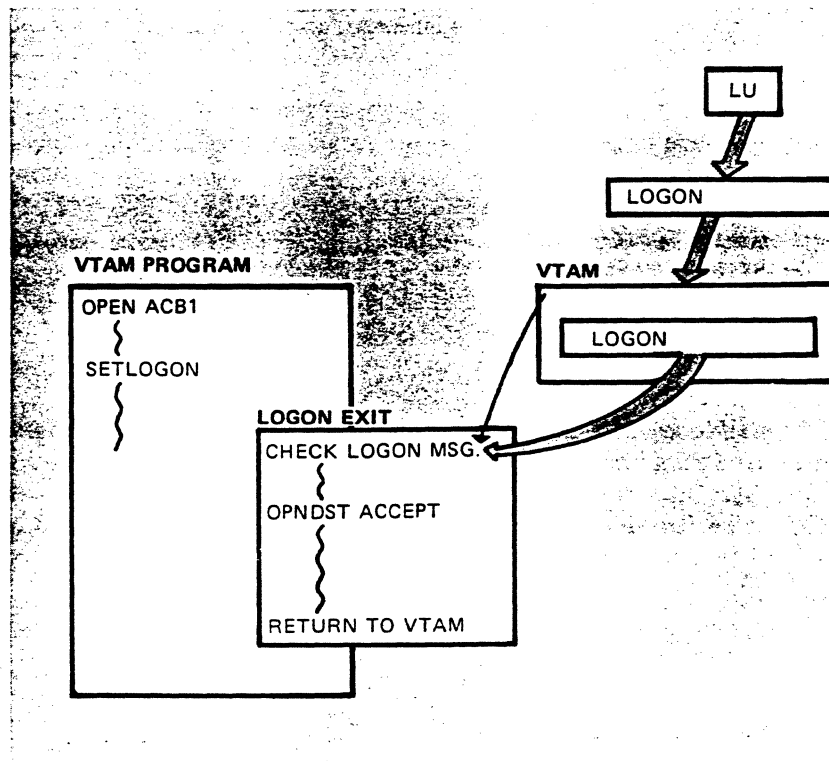 LU
LOGON
VTAM PROGRAM
VTAM
OPEN ACB1
LOGON
SETLOGON
LOGON EXIT
CHECK LOGON MSG.
OPNDST ACCEPT
RETURN TO VTAM